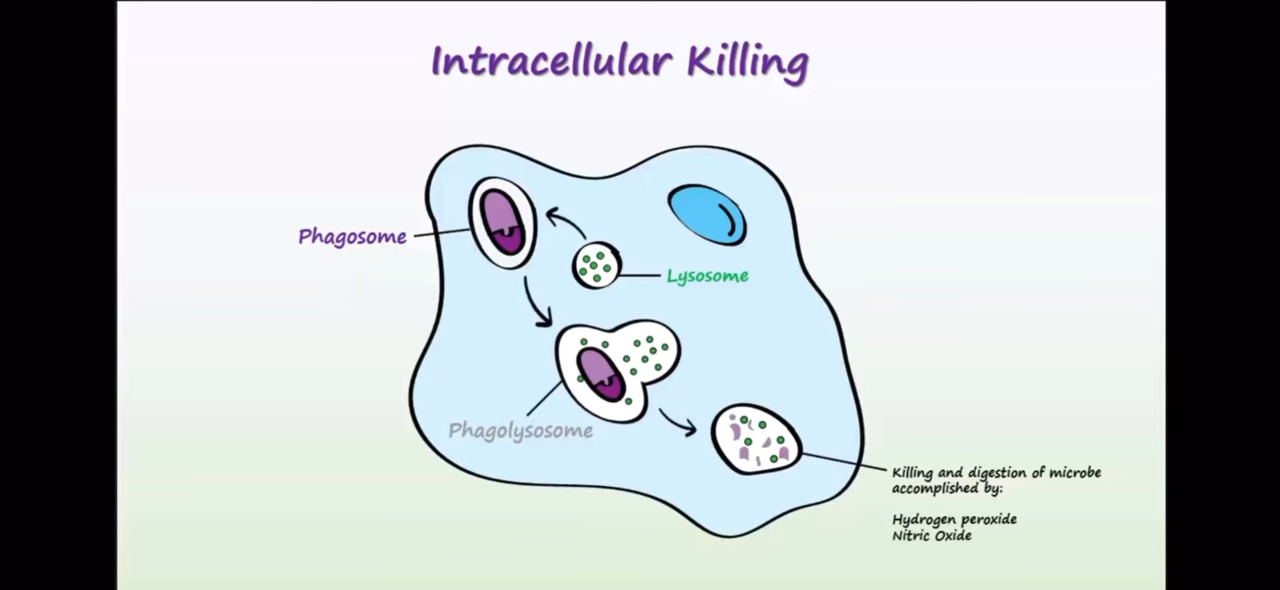 Intracellular Killing
Phagosome
Lysosome
Phagolysosome
Killing and digestion of microbe
accomplished by:
Hydrogen peroxide
Nitric Oxide